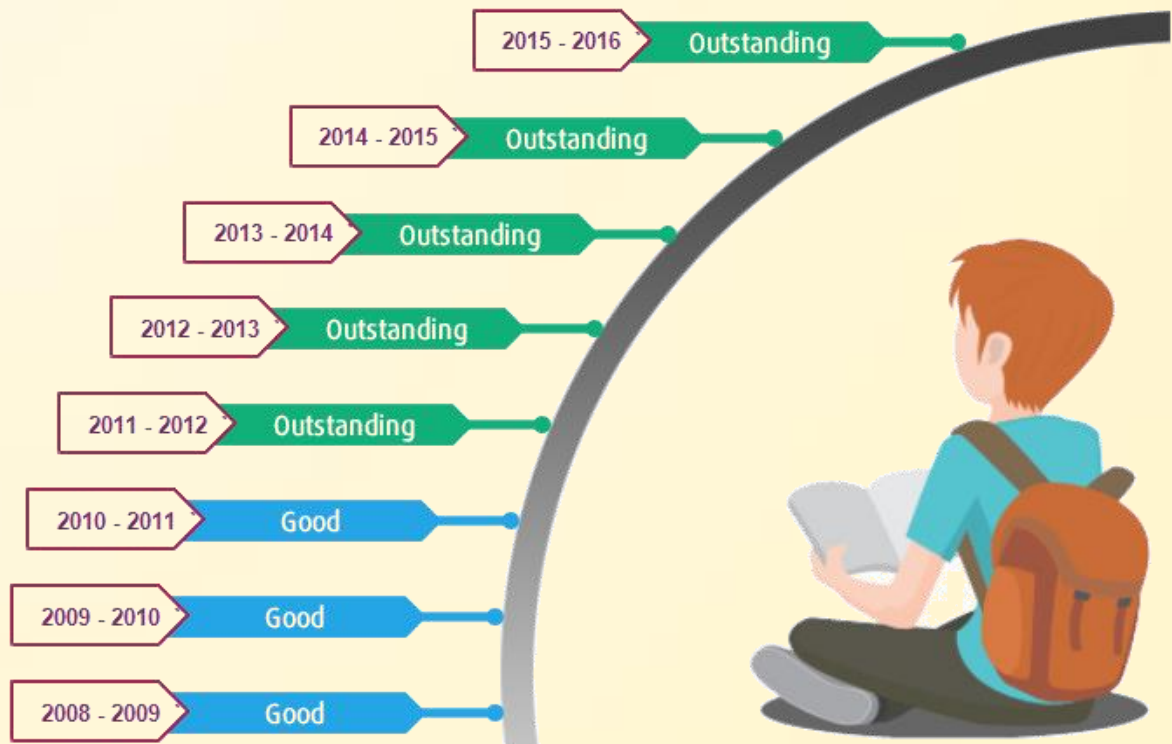 2015 - 2016 Outstanding
2014 - 2015 Outstanding
2013 - 2014 Outstanding
2012 - 2013 Outstanding
2011 - 2012 Outstanding
2010 - 2011 Good
2009 - 2010 Good
2008 - 2009 Good